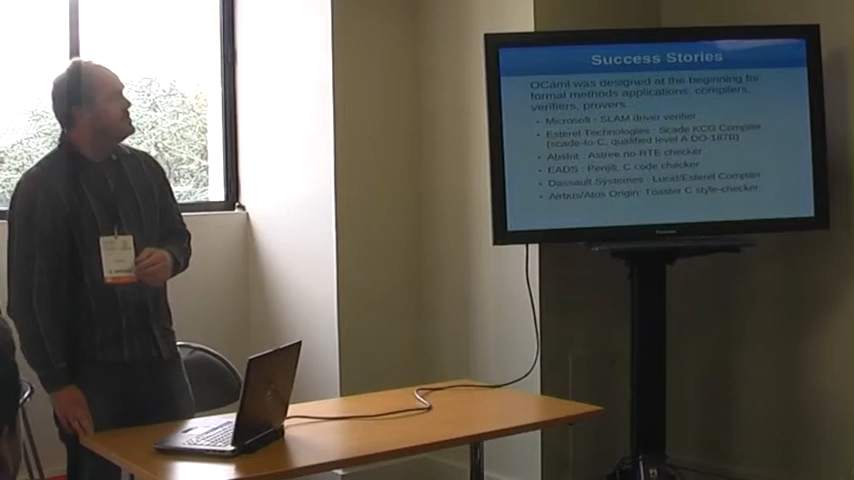 Success Stories
OCaml was designed at the beginning for
formal methods applications: compilers,
verifiers, provers...
• Microsoft : SLAM driver verifier
• Esterel Technologies : Scade KCG Compiler
(scade-to-C, qualified level A DO-178B)
• AbsInt : Astree no-RTE checker
• EADS : Penjili, C code checker
• Dassault Systemes : Lucid/Esterel Compiler
• Airbus/Atos Origin: Taster C style-checker
Panasonic